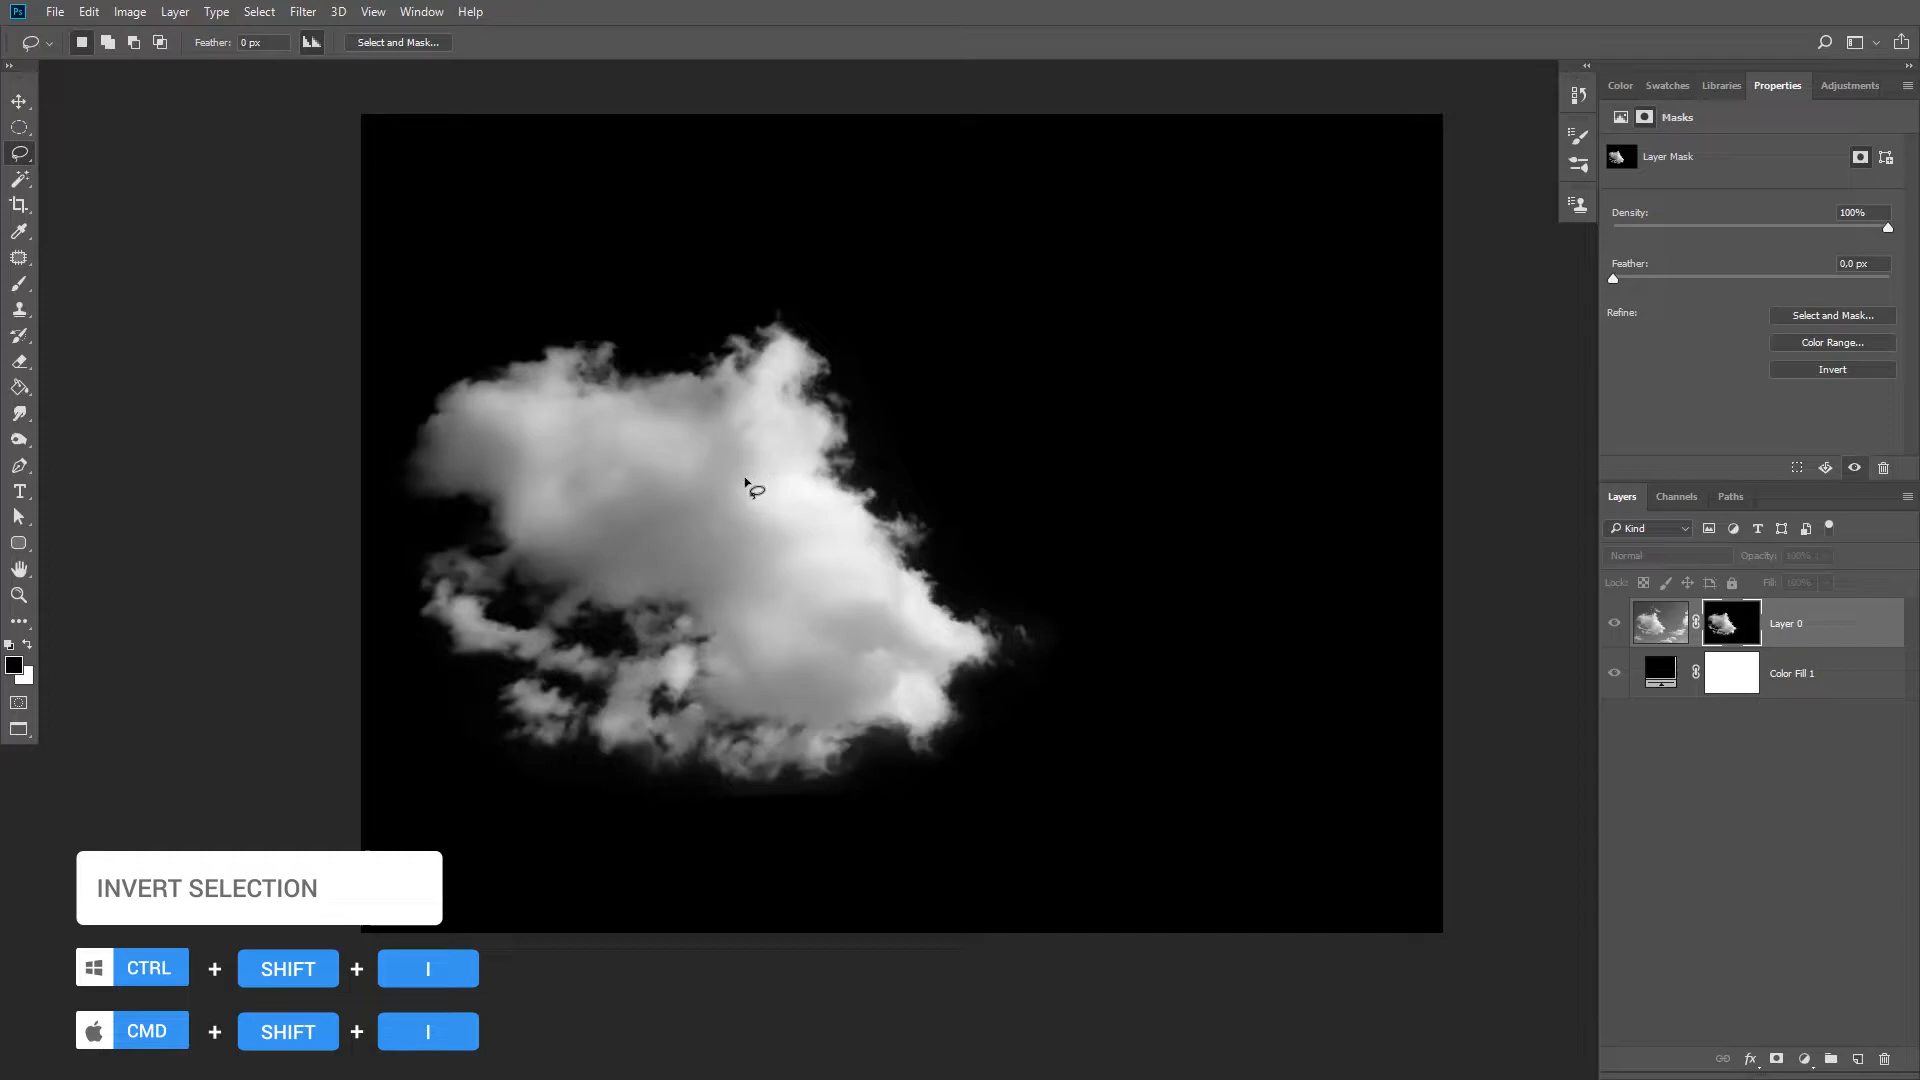 Ps File Edit Image Layer Type Select Filter 3D View Window Help
Feather: 0 px Select and Mask...
Color Swatches Libraries Properties Adjustments
Masks
Layer Mask
Density: 100%
Feather: 0,0 px
Refine: Select and Mask...
Color Range...
Invert
Layers Channels Paths
Kind
Normal Opacity: 100%
Lock: Fill: 100%
Layer 0
Color Fill 1
fx
INVERT SELECTION
CTRL + SHIFT + I
CMD + SHIFT + I